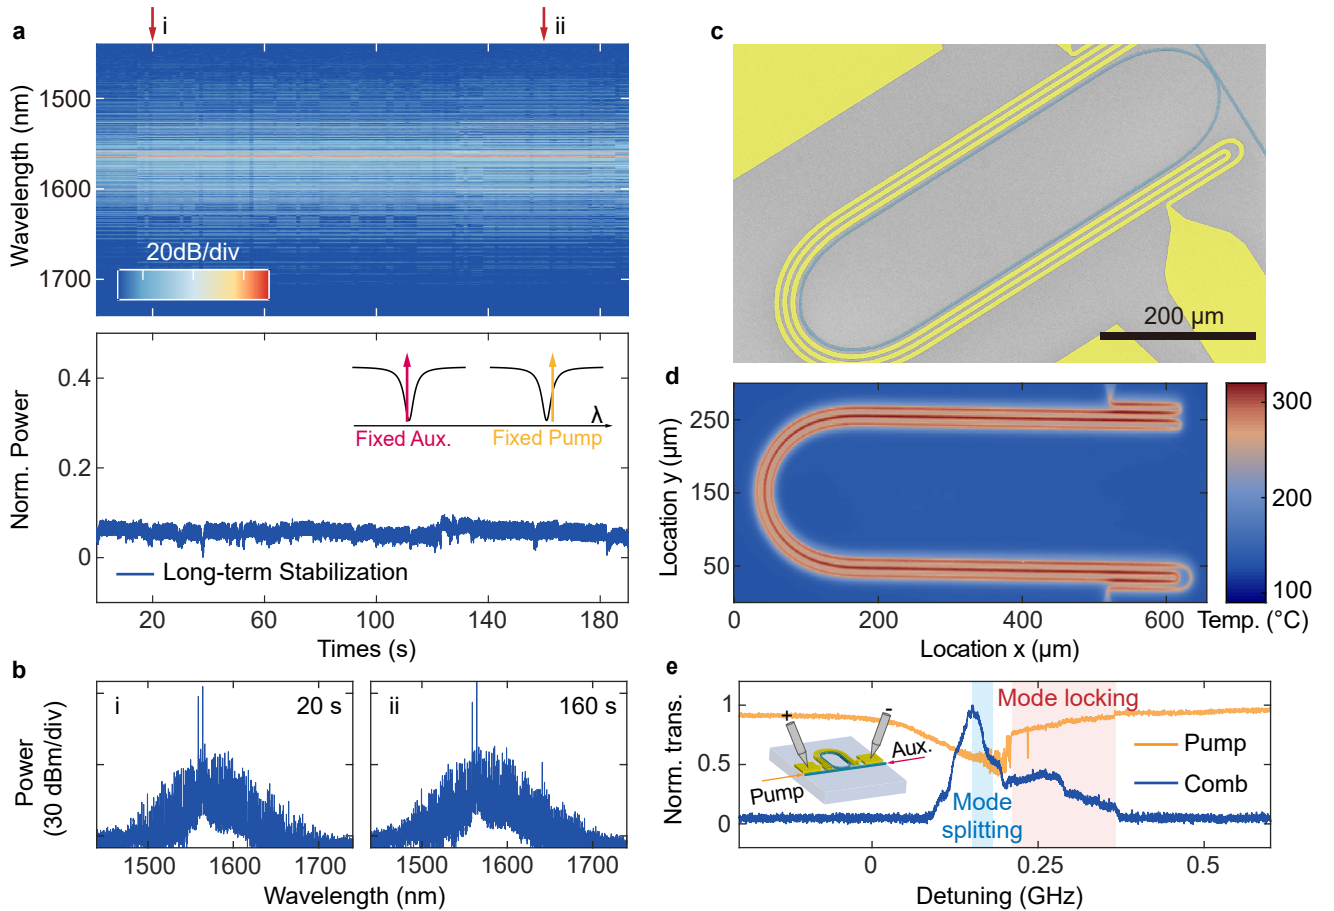 a
i
ii
Wavelength (nm)
1500
1600
1700
20dB/div
Norm. Power
0.4
0.2
0
Fixed Aux.
Fixed Pump
λ
Long-term Stabilization
20
60
100
140
180
Times (s)
b
Power
(30 dBm/div)
i
20 s
ii
160 s
1500
1600
1700
1500
1600
1700
Wavelength (nm)
c
200 µm
d
Location y (µm)
250
150
50
0
200
400
600
Location x (µm)
300
200
100
Temp. (°C)
e
Norm. trans.
1
0.5
0
Mode locking
Pump
Comb
Mode
splitting
+
-
Aux.
Pump
0
0.25
0.5
Detuning (GHz)